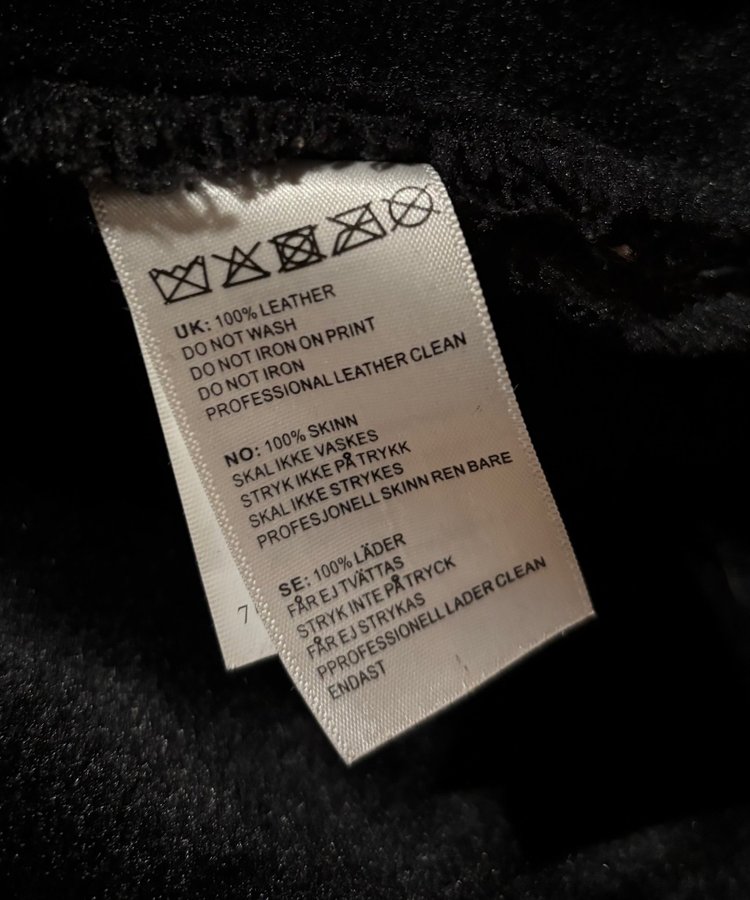 UK: 100% LEATHER
DO NOT WASH
DO NOT IRON ON PRINT
DO NOT IRON
PROFESSIONAL LEATHER CLEAN
NO: 100% SKINN
SKAL IKKE VASKES
STRYK IKKE PÅ TRYKK
SKAL IKKE STRYKES
PROFESJONELL SKINN REN BARE
SE: 100% LÄDER
FÅR EJ TVÄTTAS
STRYK INTE PÅ TRYCK
FÅR EJ STRYKAS
PPROFESSIONELL LADER CLEAN
ENDAST
7